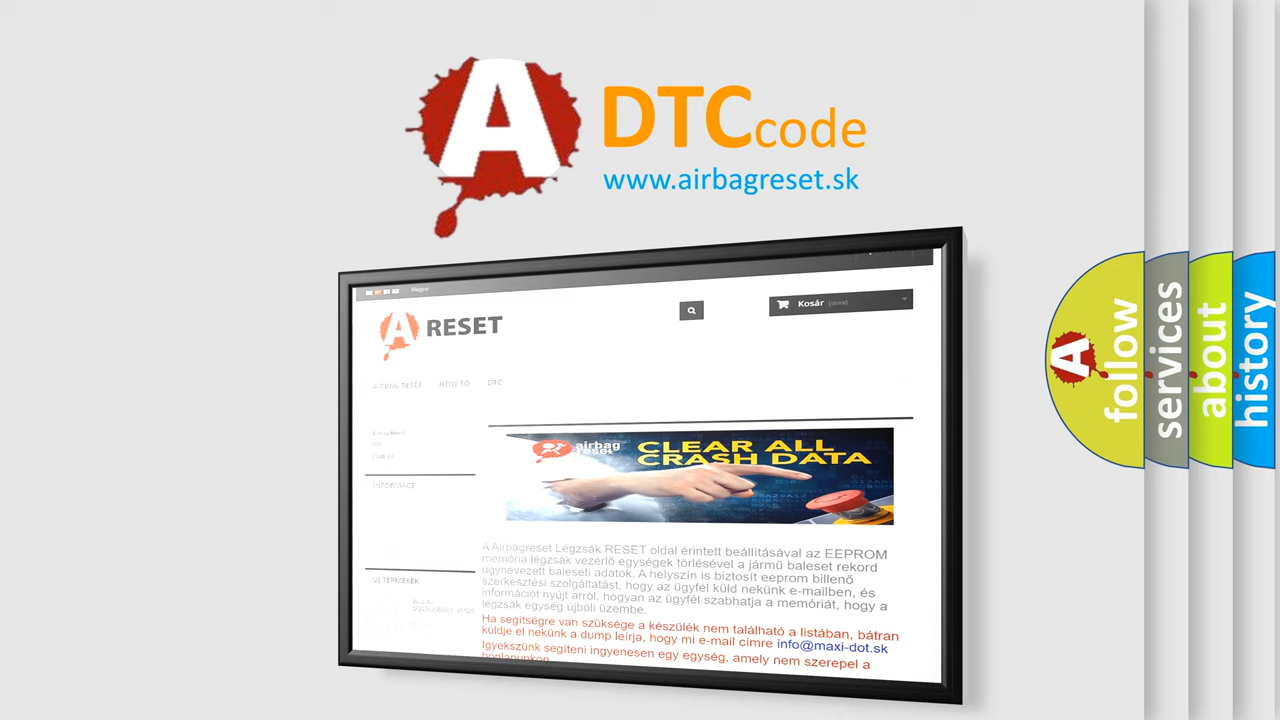 A
DTCcode
www.airbagreset.sk
Magyar
A RESET
Kosár (üres)
AIRBAG RESET HOW TO DTC
INFORMACE
ÚJ TERMÉKEK
airbag
reset
CLEAR ALL
CRASH DATA
A Airbagreset Légzsák RESET oldal érintett beállításával az EEPROM
memória légzsák vezérlő egységek törlésével a jármű baleset rekord
úgynevezett baleseti adatok. A helyszín is biztosít eeprom billenő
szerkesztési szolgáltatást, hogy az ügyfél küld nekünk e-mailben, és
információt nyújt arról, hogyan az ügyfél szabhatja a memóriát, hogy a
légzsák egység újbóli üzembe.
Ha segítségre van szüksége a készülék nem található a listában, bátran
küldje el nekünk a dump leírja, hogy mi e-mail címre info@maxi-dot.sk
Igyekszünk segíteni ingyenesen egy egység, amely nem szerepel a
honlapunkon
A
follow
services
about
history